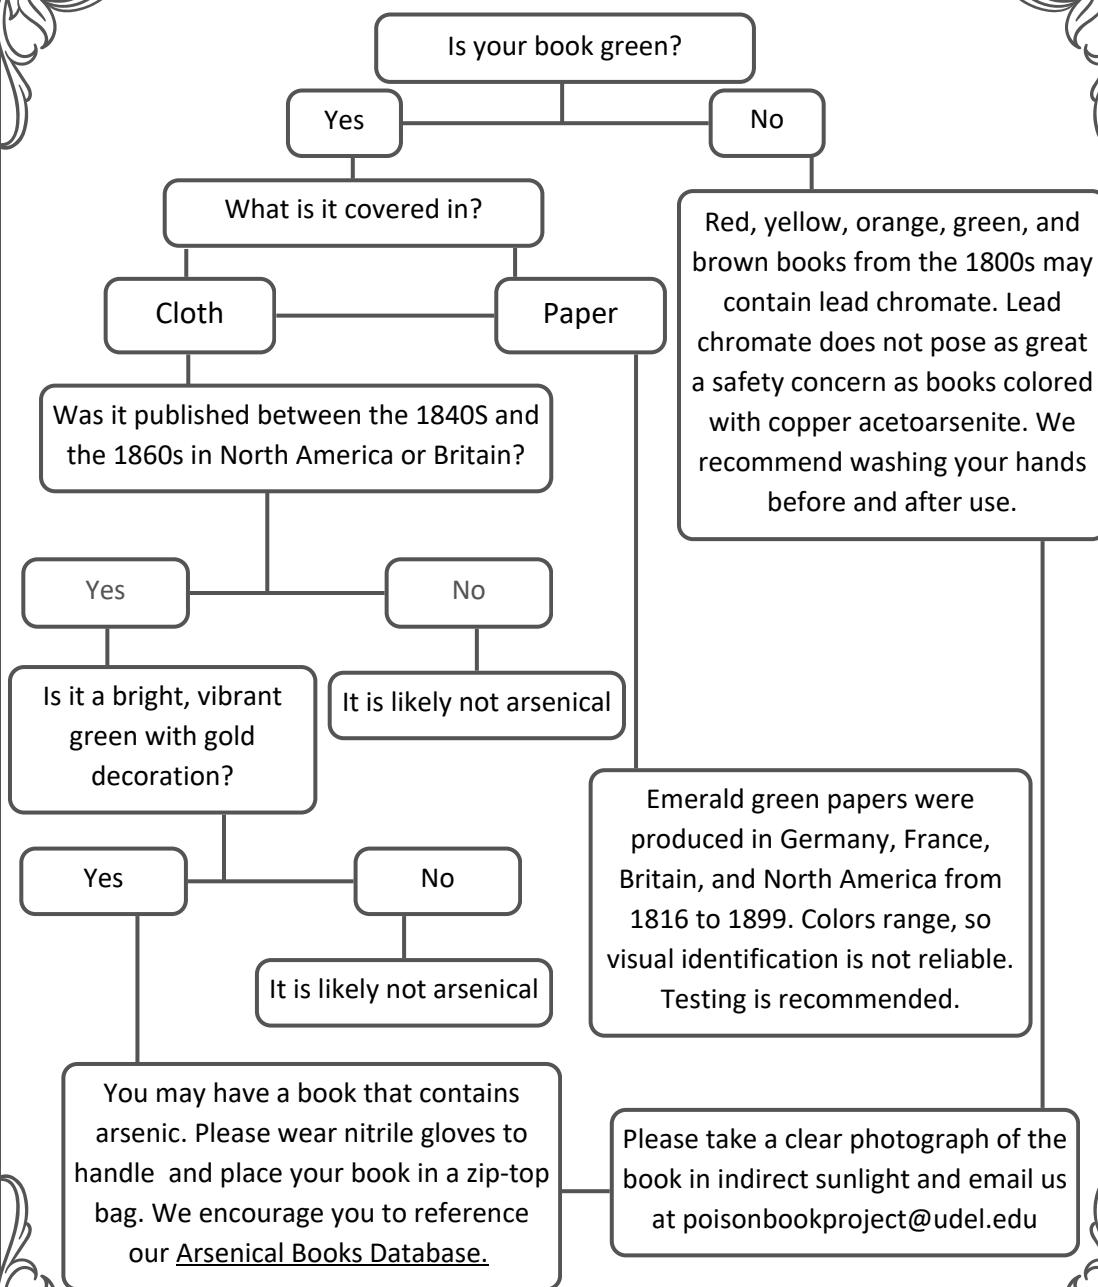 Is your book green?
Yes
No
What is it covered in?
Red, yellow, orange, green, and
brown books from the 1800s may
contain lead chromate. Lead
chromate does not pose as great
a safety concern as books colored
with copper acetoarsenite. We
recommend washing your hands
before and after use.
Cloth
Paper
Was it published between the 1840S and
the 1860s in North America or Britain?
Yes
No
Is it a bright, vibrant
green with gold
decoration?
It is likely not arsenical
Emerald green papers were
produced in Germany, France,
Britain, and North America from
1816 to 1899. Colors range, so
visual identification is not reliable.
Testing is recommended.
Yes
No
It is likely not arsenical
You may have a book that contains
arsenic. Please wear nitrile gloves to
handle  and place your book in a zip-top
bag. We encourage you to reference
our Arsenical Books Database.
Please take a clear photograph of the
book in indirect sunlight and email us
at poisonbookproject@udel.edu